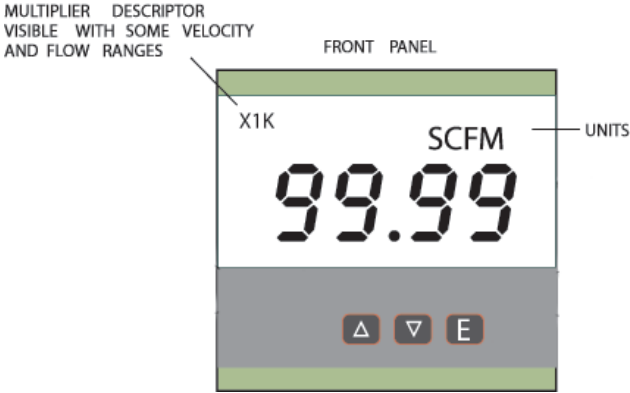 MULTIPLIER DESCRIPTOR
VISIBLE WITH SOME VELOCITY
AND FLOW RANGES
FRONT PANEL
X1K
SCFM
UNITS
99.99
E